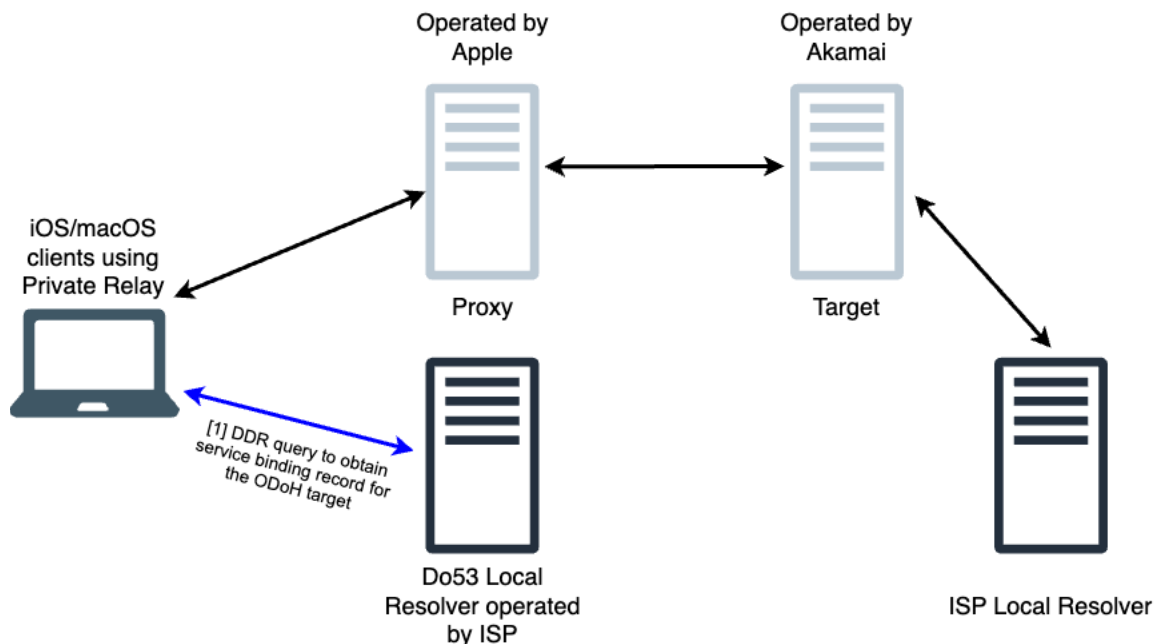 Operated by
Apple
Operated by
Akamai
iOS/macOS
clients using
Private Relay
Proxy
Target
[1] DDR query to obtain
service binding record for
the ODoH target
Do53 Local
Resolver operated
by ISP
ISP Local Resolver